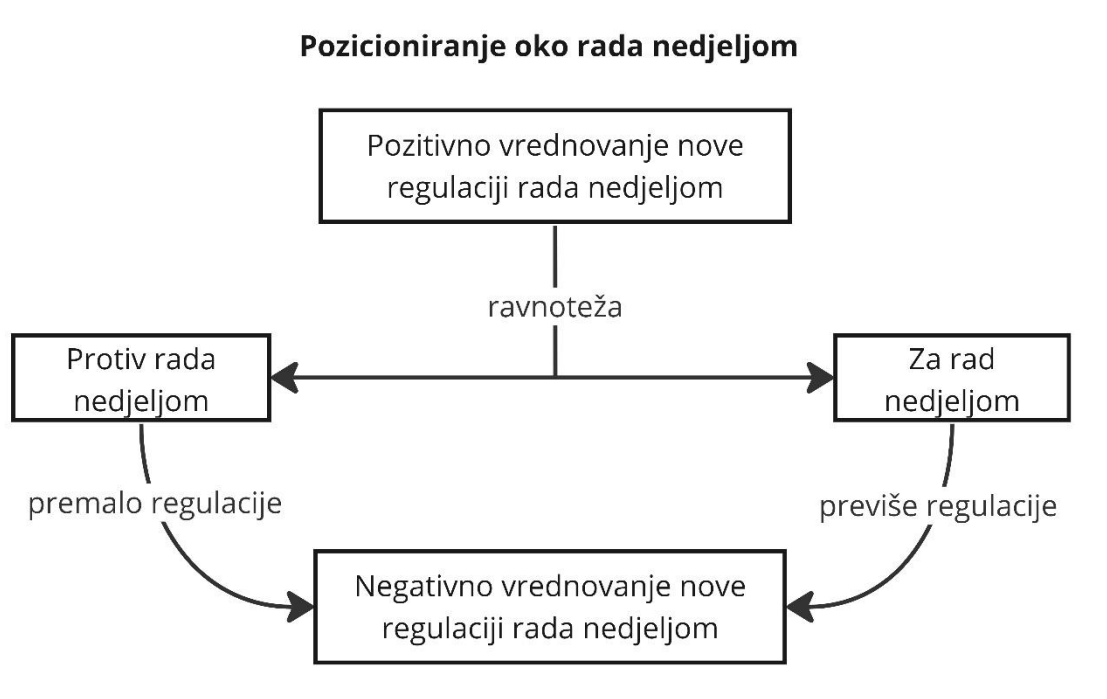 Pozicioniranje oko rada nedjeljom
Pozitivno vrednovanje nove
regulaciji rada nedjeljom
ravnoteža
Protiv rada
nedjeljom
Za rad
nedjeljom
premalo regulacije
previše regulacije
Negativno vrednovanje nove
regulaciji rada nedjeljom